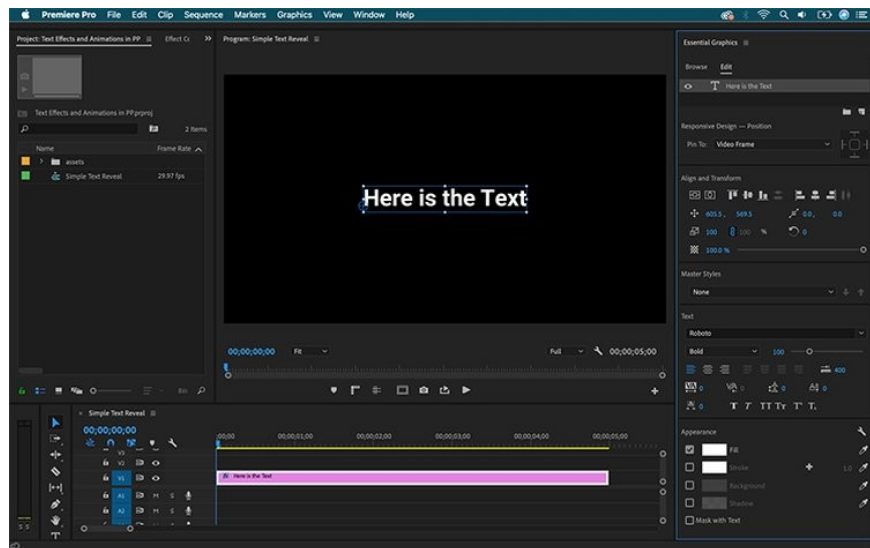 Premiere Pro File Edit Clip Sequence Markers Graphics View Window Help
Project: Text Effects and Animations in PP
Effect Cc
Program: Simple Text Reveal
Essential Graphics
Browse Edit
Here is the Text
Text Effects and Animations in PP.prproj
2 Items
Name Frame Rate
assets
Simple Text Reveal 29.97 fps
Here is the Text
Responsive Design — Position
Pin To: Video Frame
Align and Transform
605.5, 569.5 0.0, 0.0
100 100 % 0
100.0 %
Master Styles
None
Text
Roboto
Bold 100
400
0 0 0 0
0 T T TT Tт T' T,
Appearance
Fill
Stroke 1.0
Background
Shadow
Mask with Text
00;00;00;00 Fit Full 00;00;05;00
Simple Text Reveal
00;00;00;00
;00;00 00;00;01;00 00;00;02;00 00;00;03;00 00;00;04;00 00;00;05;00
V3
V2
V1 fx Here is the Text
A1 M S
A2 M S
S S